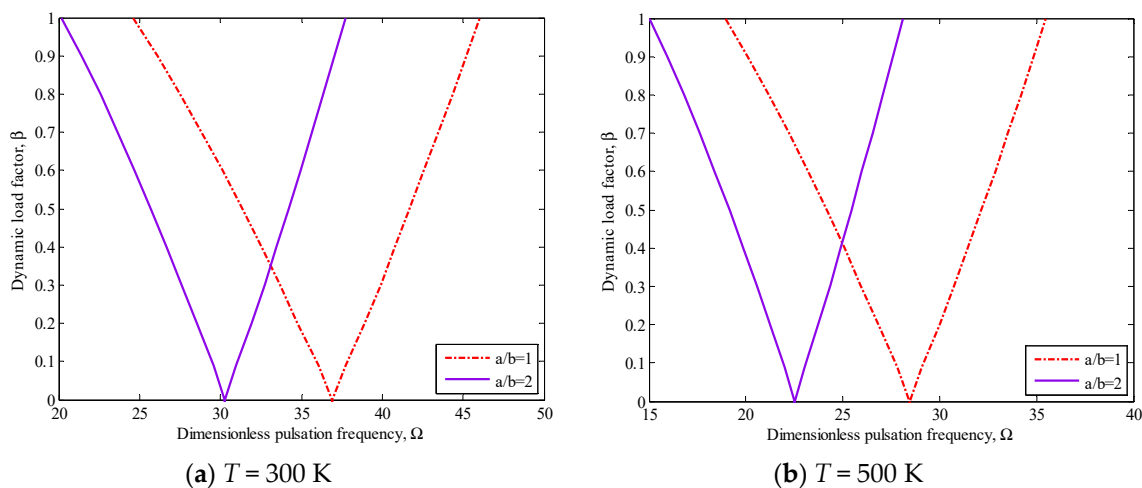 1
0.9
0.8
0.7
0.6
0.5
0.4
0.3
0.2
0.1
0
Dynamic load factor, β
20 25 30 35 40 45 50
Dimensionless pulsation frequency, Ω
a/b=1
a/b=2
(a) T = 300 K
1
0.9
0.8
0.7
0.6
0.5
0.4
0.3
0.2
0.1
0
Dynamic load factor, β
15 20 25 30 35 40
Dimensionless pulsation frequency, Ω
a/b=1
a/b=2
(b) T = 500 K